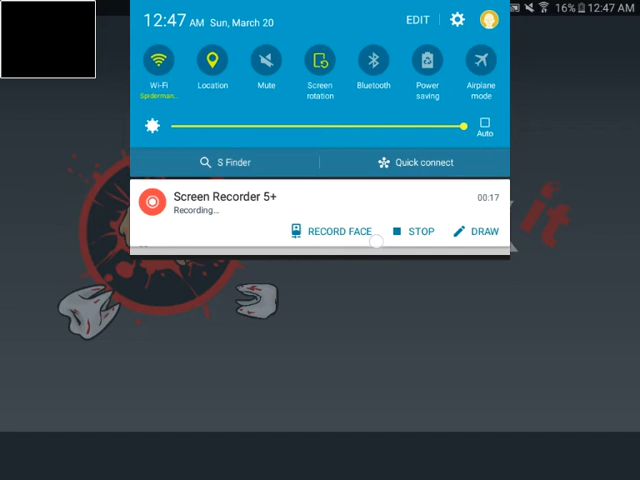 16% 12:47 AM
12:47 AM Sun, March 20 EDIT
Wi-Fi Location Mute Screen rotation Bluetooth Power saving Airplane mode
Spiderman...
Auto
S Finder Quick connect
Screen Recorder 5+ 00:17
Recording...
RECORD FACE STOP DRAW
it